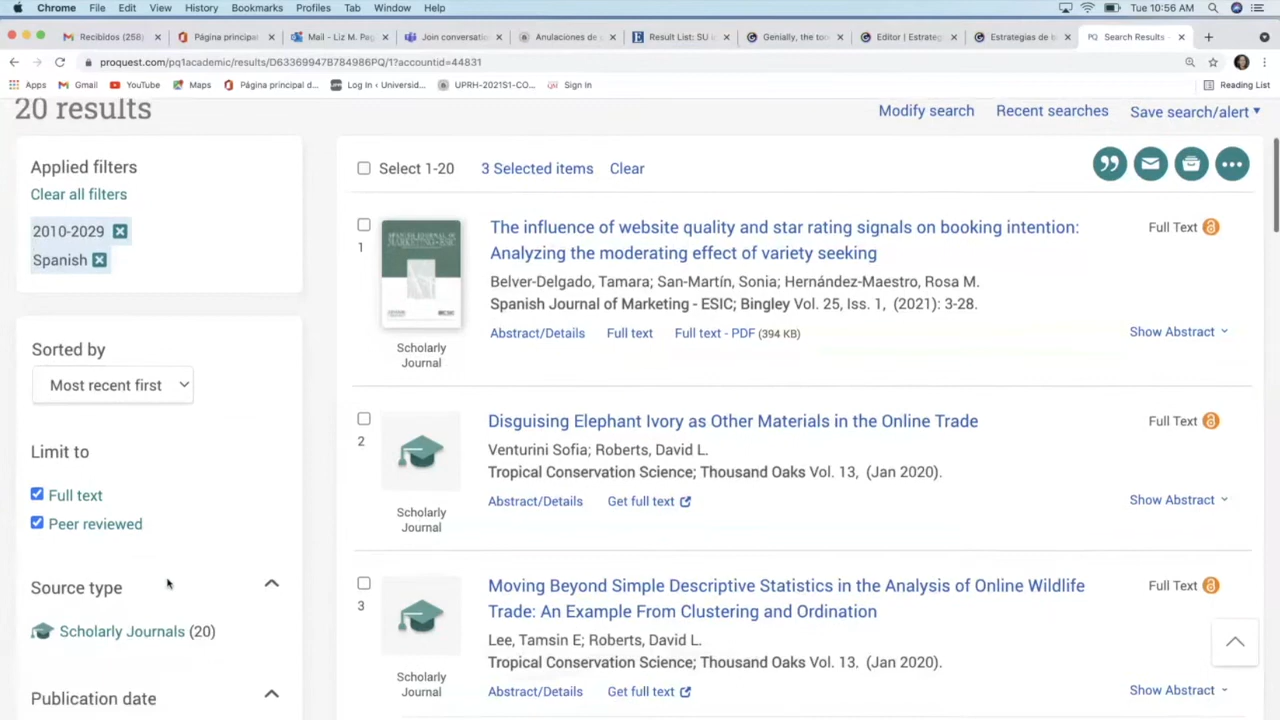 Chrome File Edit View History Bookmarks Profiles Tab Window Help Tue 10:56 AM
Recibidos (258) Página principal Mail - Liz M. Pa Join conversatio Anulaciones de Result List: SU Genially, the too Editor | Estrateg Estrategias de b PQ Search Results -
proquest.com/pq1academic/results/D63369947B784986PQ/1?accountid=44831
Apps Gmail YouTube Maps Página principal d... Log In ‹ Universid... UPRH-2021S1-CO... Sign In Reading List
20 results
Modify search Recent searches Save search/alert
Applied filters
Clear all filters
2010-2029
Spanish
Sorted by
Most recent first
Limit to
Full text
Peer reviewed
Source type
Scholarly Journals (20)
Publication date
Select 1-20 3 Selected items Clear
1
The influence of website quality and star rating signals on booking intention:
Analyzing the moderating effect of variety seeking
Full Text
Belver-Delgado, Tamara; San-Martín, Sonia; Hernández-Maestro, Rosa M.
Spanish Journal of Marketing - ESIC; Bingley Vol. 25, Iss. 1, (2021): 3-28.
Abstract/Details Full text Full text - PDF (394 KB) Show Abstract
Scholarly
Journal
2
Disguising Elephant Ivory as Other Materials in the Online Trade
Full Text
Venturini Sofia; Roberts, David L.
Tropical Conservation Science; Thousand Oaks Vol. 13, (Jan 2020).
Abstract/Details Get full text Show Abstract
Scholarly
Journal
3
Moving Beyond Simple Descriptive Statistics in the Analysis of Online Wildlife
Trade: An Example From Clustering and Ordination
Full Text
Lee, Tamsin E; Roberts, David L.
Tropical Conservation Science; Thousand Oaks Vol. 13, (Jan 2020).
Abstract/Details Get full text Show Abstract
Scholarly
Journal